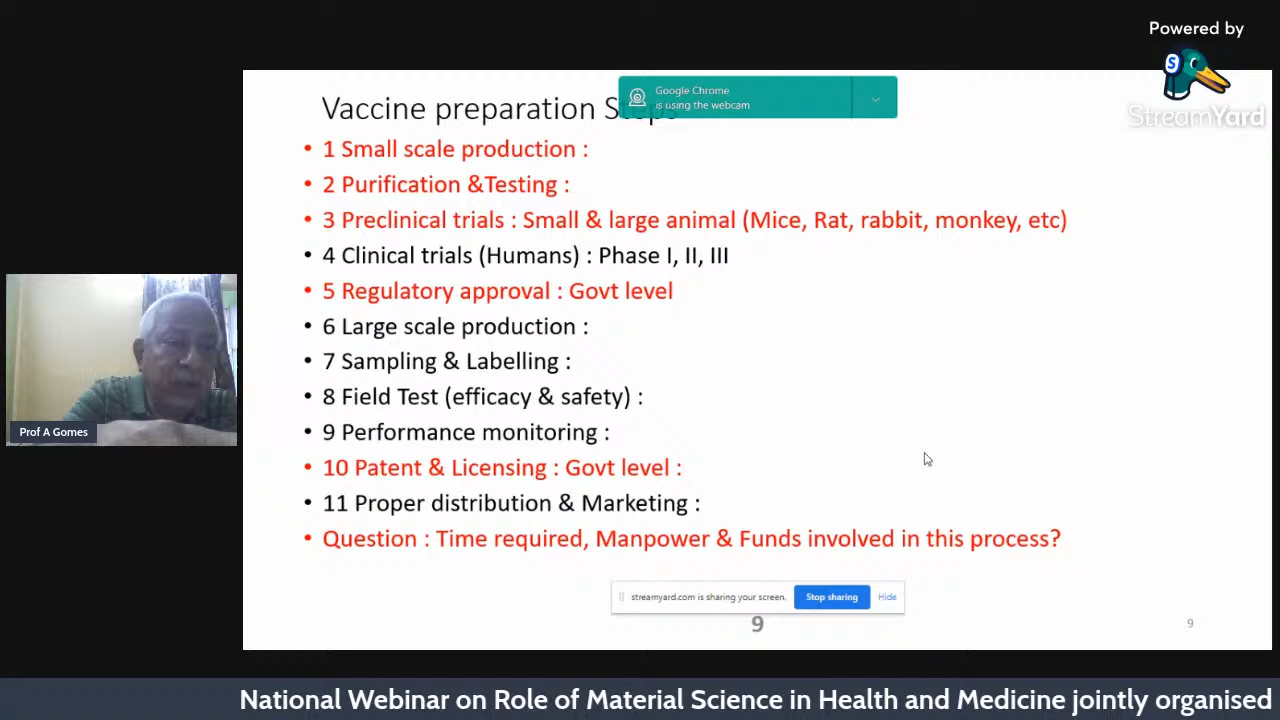 Powered by
StreamYard
Google Chrome
is using the webcam
Vaccine preparation Steps
• 1 Small scale production :
• 2 Purification &Testing :
• 3 Preclinical trials : Small & large animal (Mice, Rat, rabbit, monkey, etc)
• 4 Clinical trials (Humans) : Phase I, II, III
• 5 Regulatory approval : Govt level
• 6 Large scale production :
• 7 Sampling & Labelling :
• 8 Field Test (efficacy & safety) :
• 9 Performance monitoring :
• 10 Patent & Licensing : Govt level :
• 11 Proper distribution & Marketing :
• Question : Time required, Manpower & Funds involved in this process?
Prof A Gomes
streamyard.com is sharing your screen. Stop sharing Hide
9
9
National Webinar on Role of Material Science in Health and Medicine jointly organised